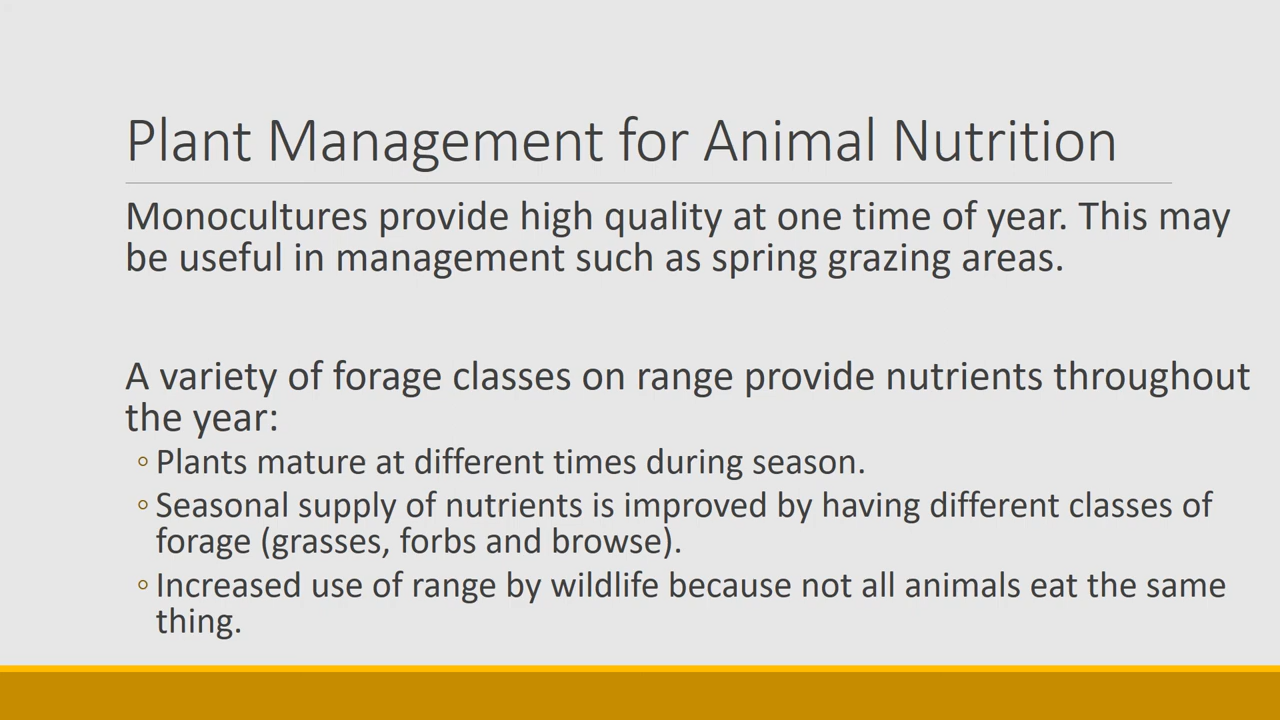 Plant Management for Animal Nutrition
Monocultures provide high quality at one time of year. This may
be useful in management such as spring grazing areas.
A variety of forage classes on range provide nutrients throughout
the year:
◦ Plants mature at different times during season.
◦ Seasonal supply of nutrients is improved by having different classes of
forage (grasses, forbs and browse).
◦ Increased use of range by wildlife because not all animals eat the same
thing.